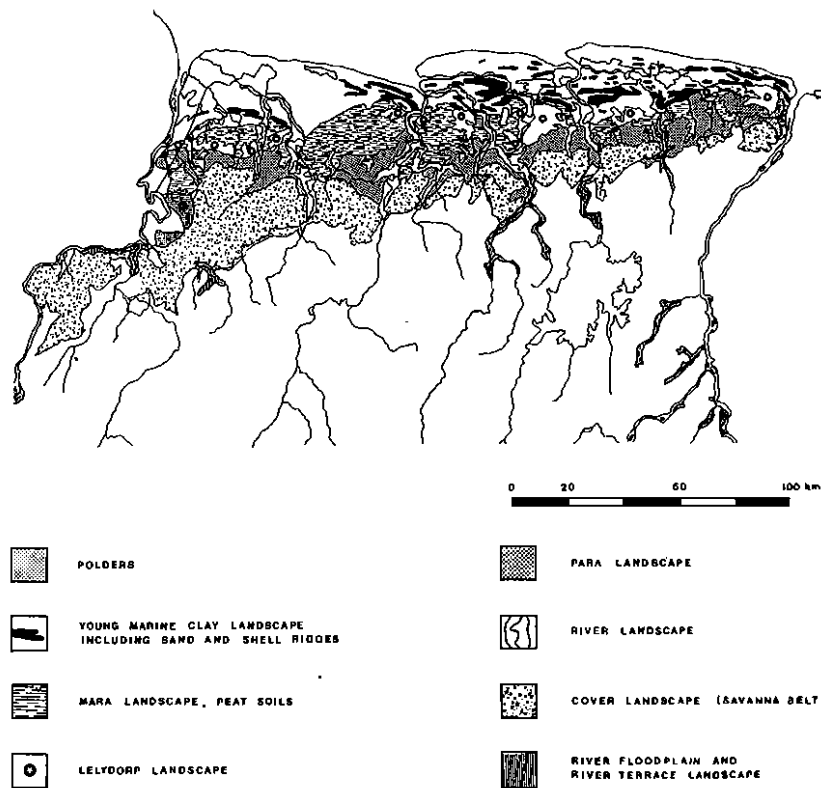 0 20 60 100 km
POLDERS
YOUNG MARINE CLAY LANDSCAPE
INCLUDING SAND AND SHELL RIDGES
MARA LANDSCAPE, PEAT SOILS
LELYDORP LANDSCAPE
PARA LANDSCAPE
RIVER LANDSCAPE
COVER LANDSCAPE (SAVANNA BELT
RIVER FLOODPLAIN AND
RIVER TERRACE LANDSCAPE